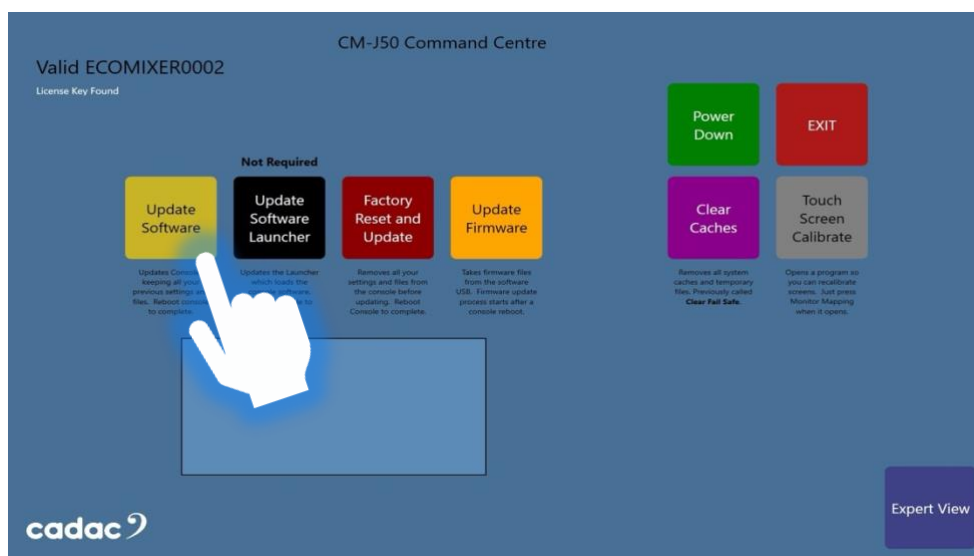 CM-J50 Command Centre
Valid ECOMIXER0002
License Key Found
Not Required
Update
Software
Updates Conso
keeping all you
previous settings an
files. Reboot console
to complete.
Update
Software
Launcher
Updates the Launcher
which loads the
software.
to
Factory
Reset and
Update
Removes all your
settings and files from
the console before
updating. Reboot
Console to complete.
Update
Firmware
Takes firmware files
from the software
USB. Firmware update
process starts after a
console reboot.
Power
Down
EXIT
Clear
Caches
Removes all system
caches and temporary
files. Previously called
Clear Fail Safe.
Touch
Screen
Calibrate
Opens a program so
you can recalibrate
screens. Just press
Monitor Mapping
when it opens.
Expert View
cadac